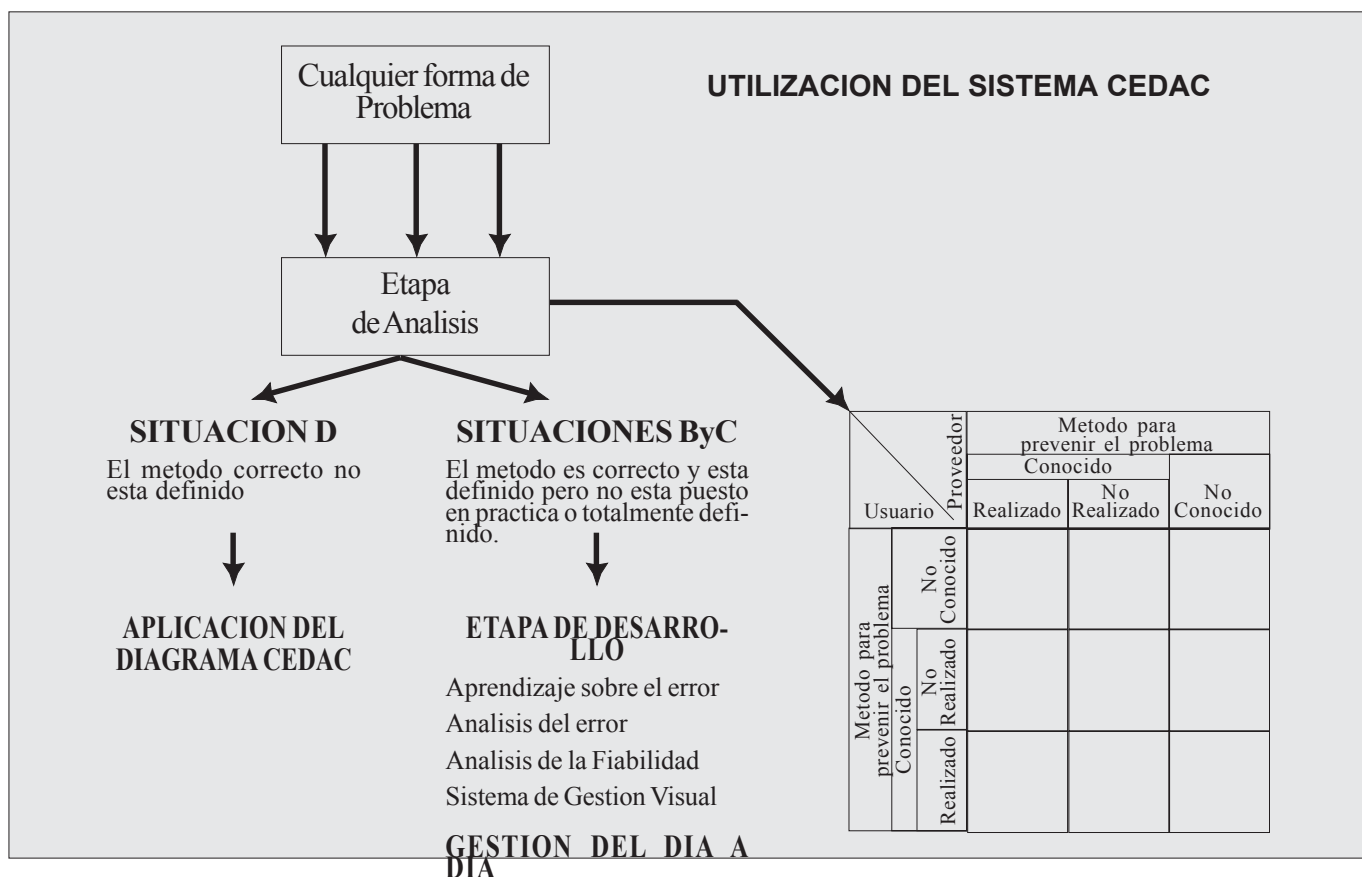 Cualquier forma de
Problema
UTILIZACION DEL SISTEMA CEDAC
Etapa
de Analisis
SITUACION D
El metodo correcto no
esta definido
APLICACION DEL
DIAGRAMA CEDAC
SITUACIONES ByC
El metodo es correcto y esta
definido pero no esta puesto
en practica o totalmente defi-
nido.
ETAPA DE DESARRO-
LLO
Aprendizaje sobre el error
Analisis del error
Analisis de la Fiabilidad
Sistema de Gestion Visual
GESTION DEL DIA A
DIA
Usuario
Proveedor
Metodo para
prevenir el problema
Conocido
Realizado
No
Realizado
No
Conocido
Metodo para
prevenir el problema
No
Conocido
Conocido
No
Realizado
Realizado